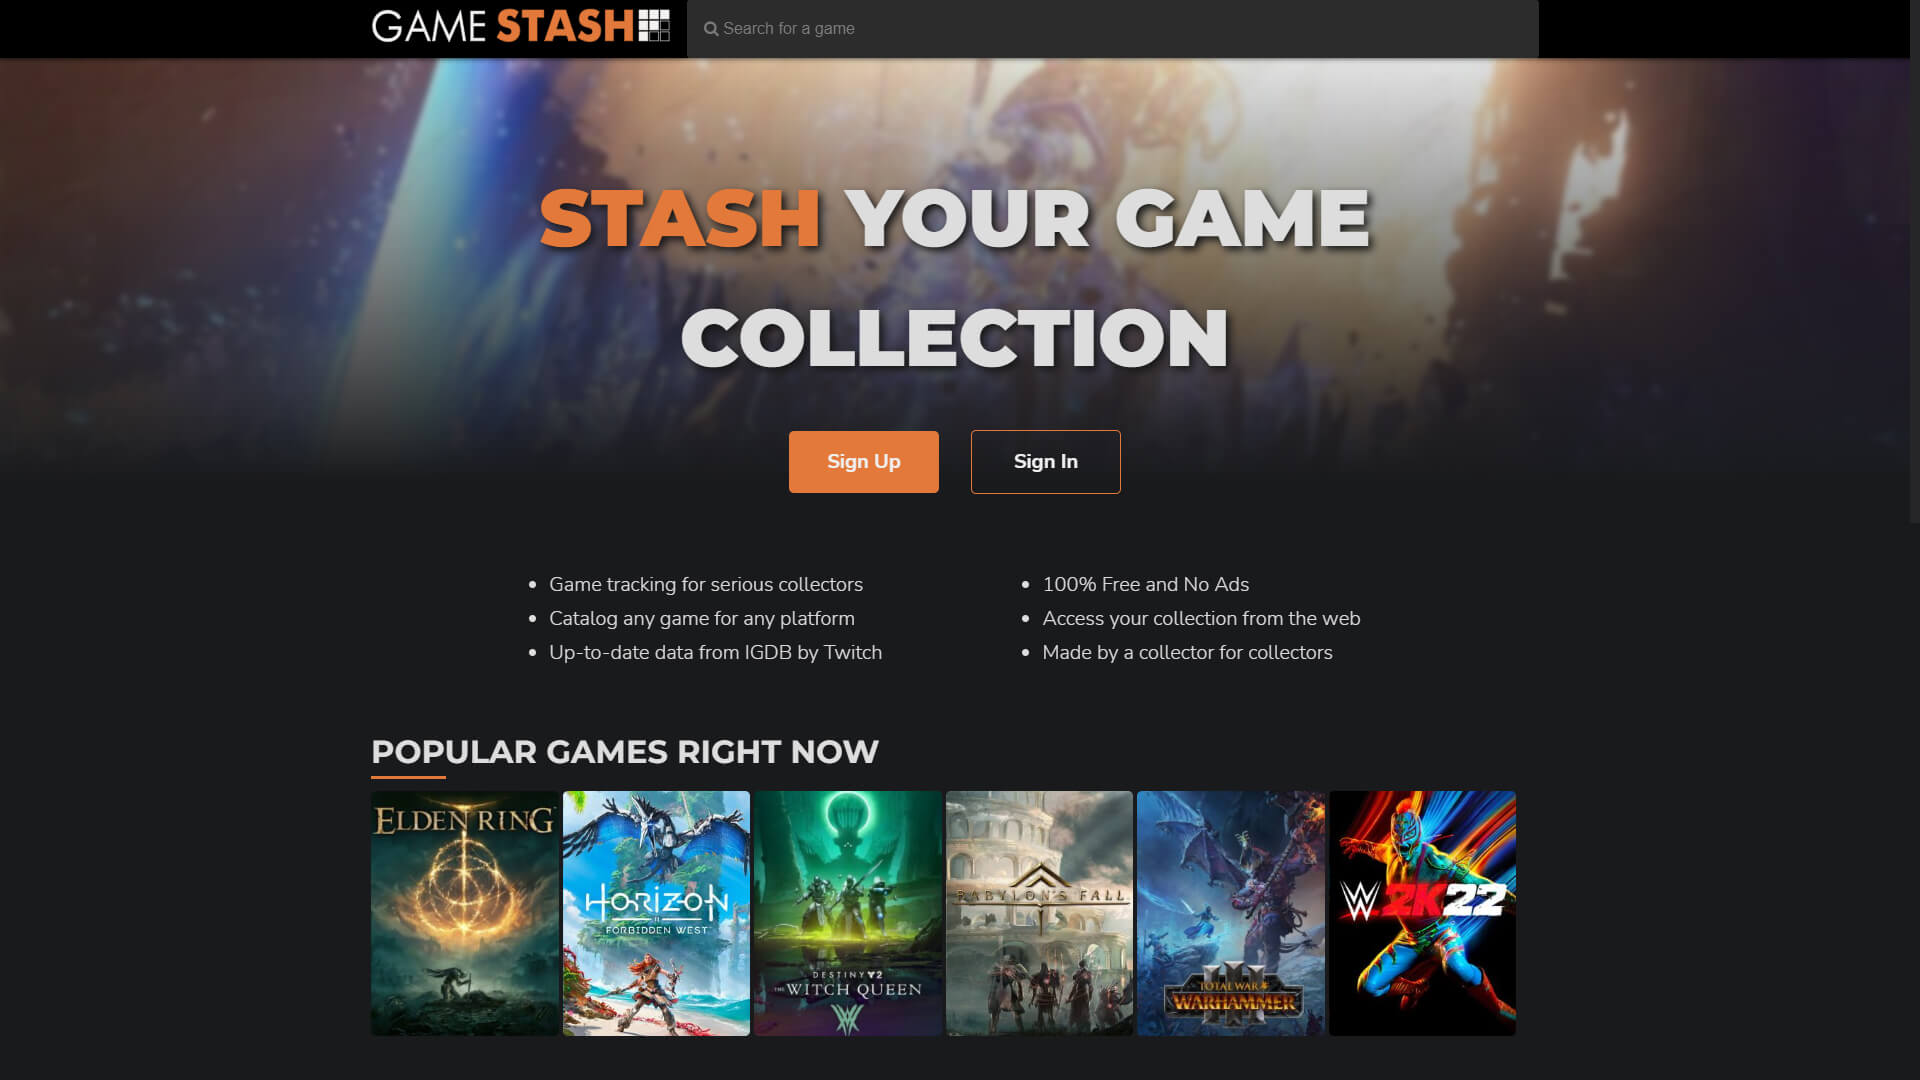 GAME STASH
Search for a game
STASH YOUR GAME
COLLECTION
Sign Up
Sign In
Game tracking for serious collectors
Catalog any game for any platform
Up-to-date data from IGDB by Twitch
100% Free and No Ads
Access your collection from the web
Made by a collector for collectors
POPULAR GAMES RIGHT NOW
ELDEN RING
HORIZON
II
FORBIDDEN WEST
DESTINY 2
THE WITCH QUEEN
BABYLON'S FALL
TOTAL WAR
WARHAMMER
III
W 2K22